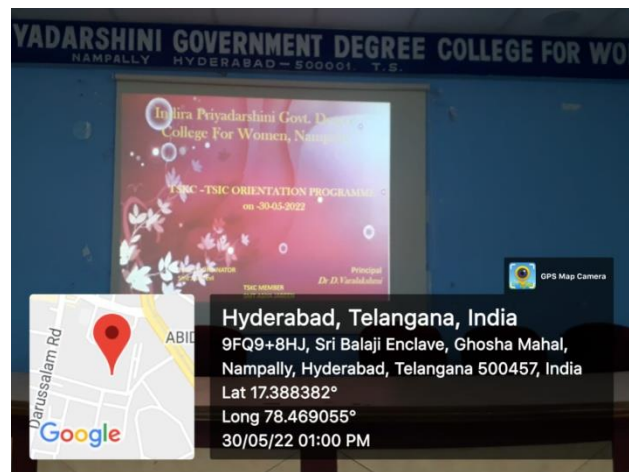 YADARSHINI GOVERNMENT DEGREE COLLEGE FOR WO
NAMPALLY HYDERABAD-500001. T.S.
Indira Priyadarshini Govt.
College For Women,
TSKC -TSIC ORIENTATION PROGRAMME
on -30-05-2022
Principal
Dr D.Varalakshmi
TSKC MEMBER
GPS Map Camera
Darussalam Rd
ABID
Google
Hyderabad, Telangana, India
9FQ9+8HJ, Sri Balaji Enclave, Ghosha Mahal,
Nampally, Hyderabad, Telangana 500457, India
Lat 17.388382°
Long 78.469055°
30/05/22 01:00 PM